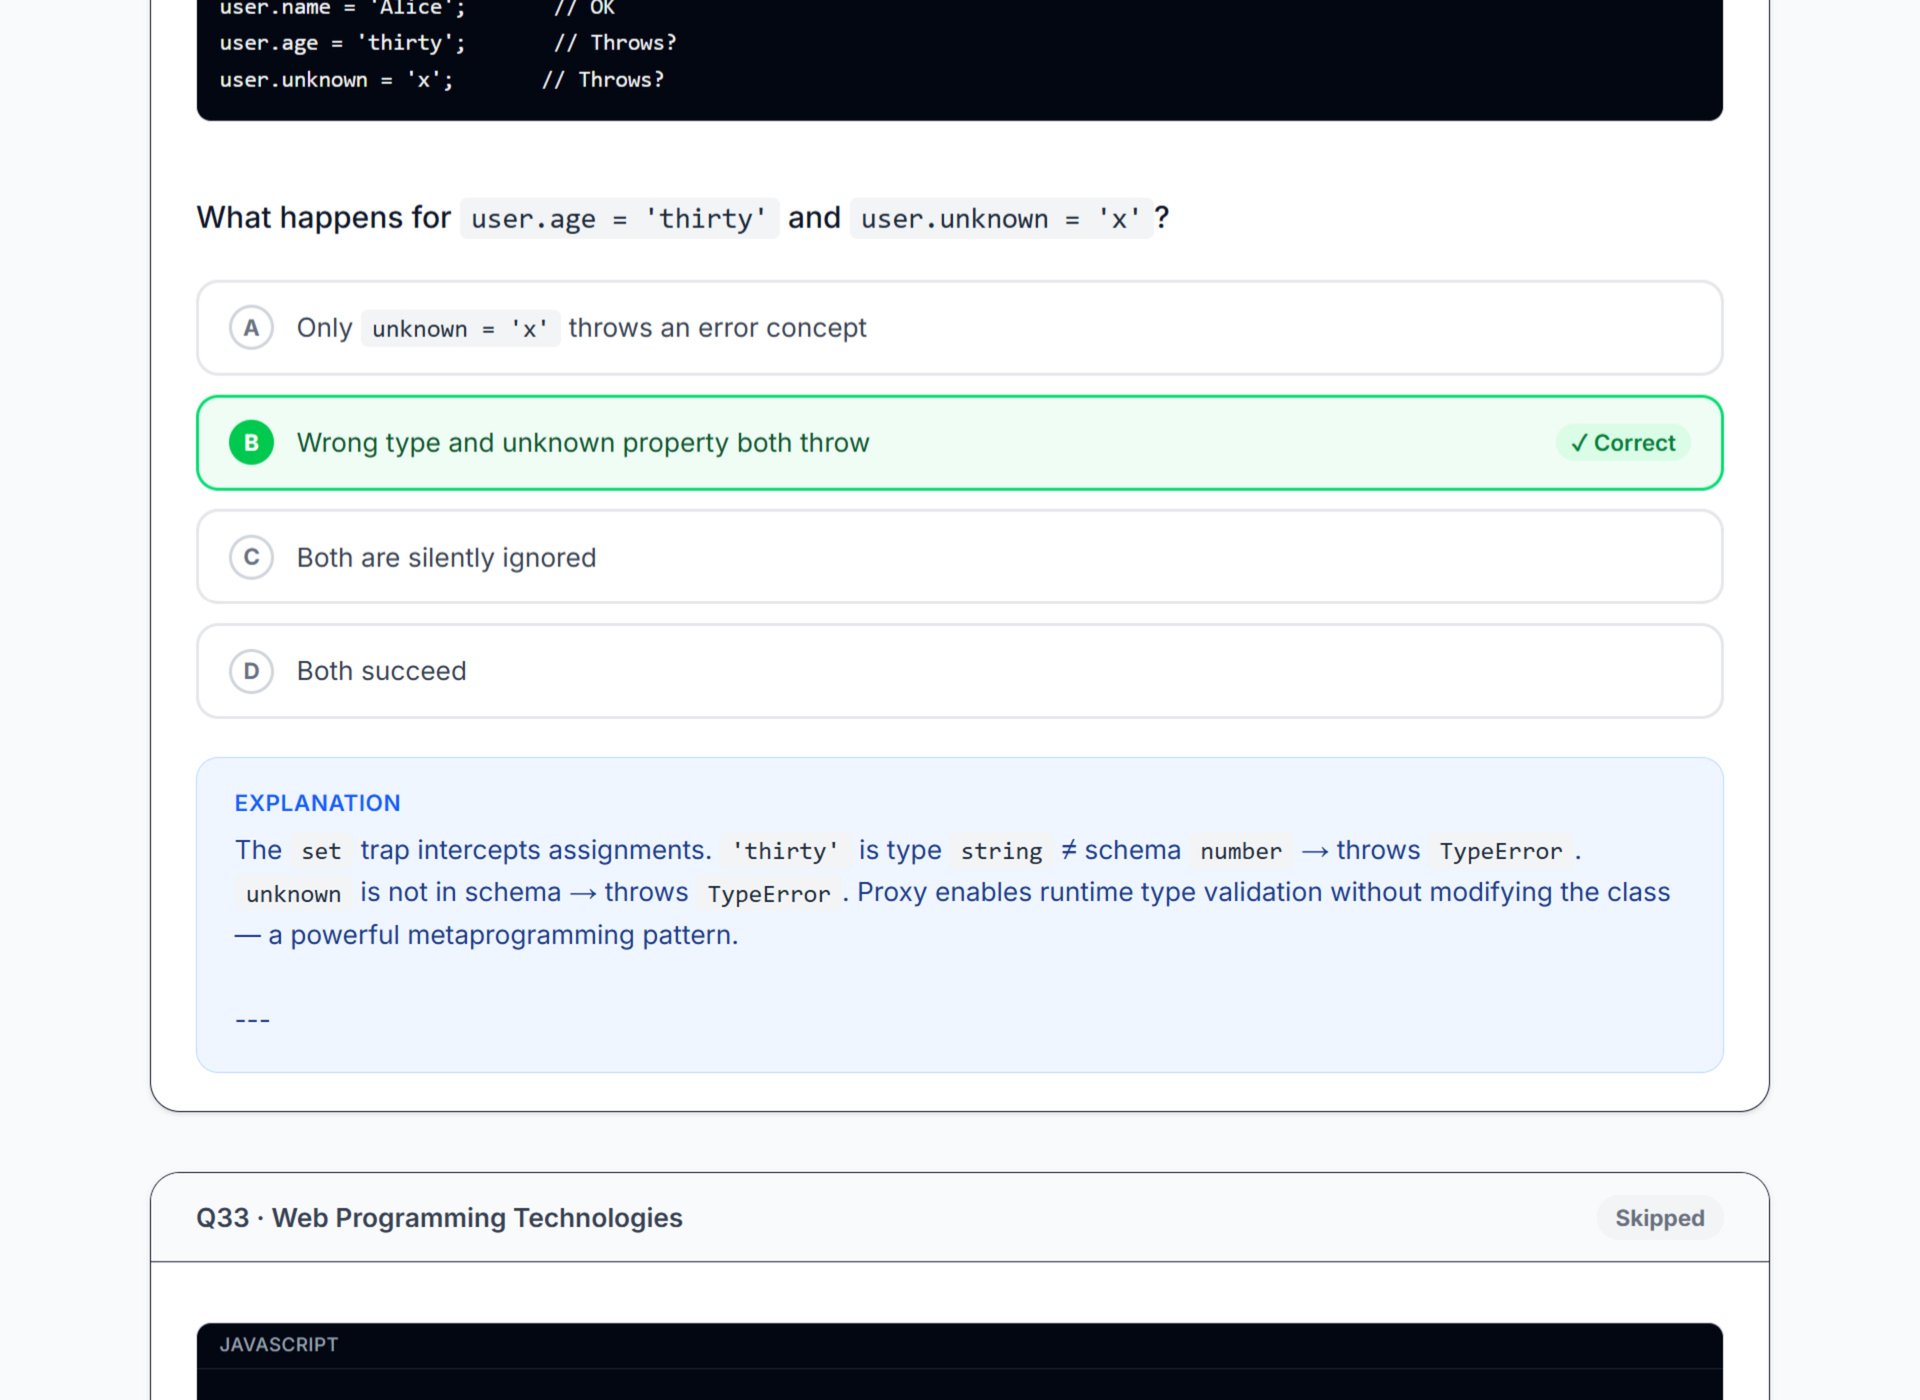 user.name = 'Alice';       // OK
user.age = 'thirty';       // Throws?
user.unknown = 'x';       // Throws?
What happens for user.age = 'thirty' and user.unknown = 'x' ?
A Only unknown = 'x' throws an error concept
B Wrong type and unknown property both throw ✓ Correct
C Both are silently ignored
D Both succeed
EXPLANATION
The set trap intercepts assignments. 'thirty' is type string ≠ schema number → throws TypeError .
unknown is not in schema → throws TypeError . Proxy enables runtime type validation without modifying the class
— a powerful metaprogramming pattern.
---
Q33 · Web Programming Technologies Skipped
JAVASCRIPT